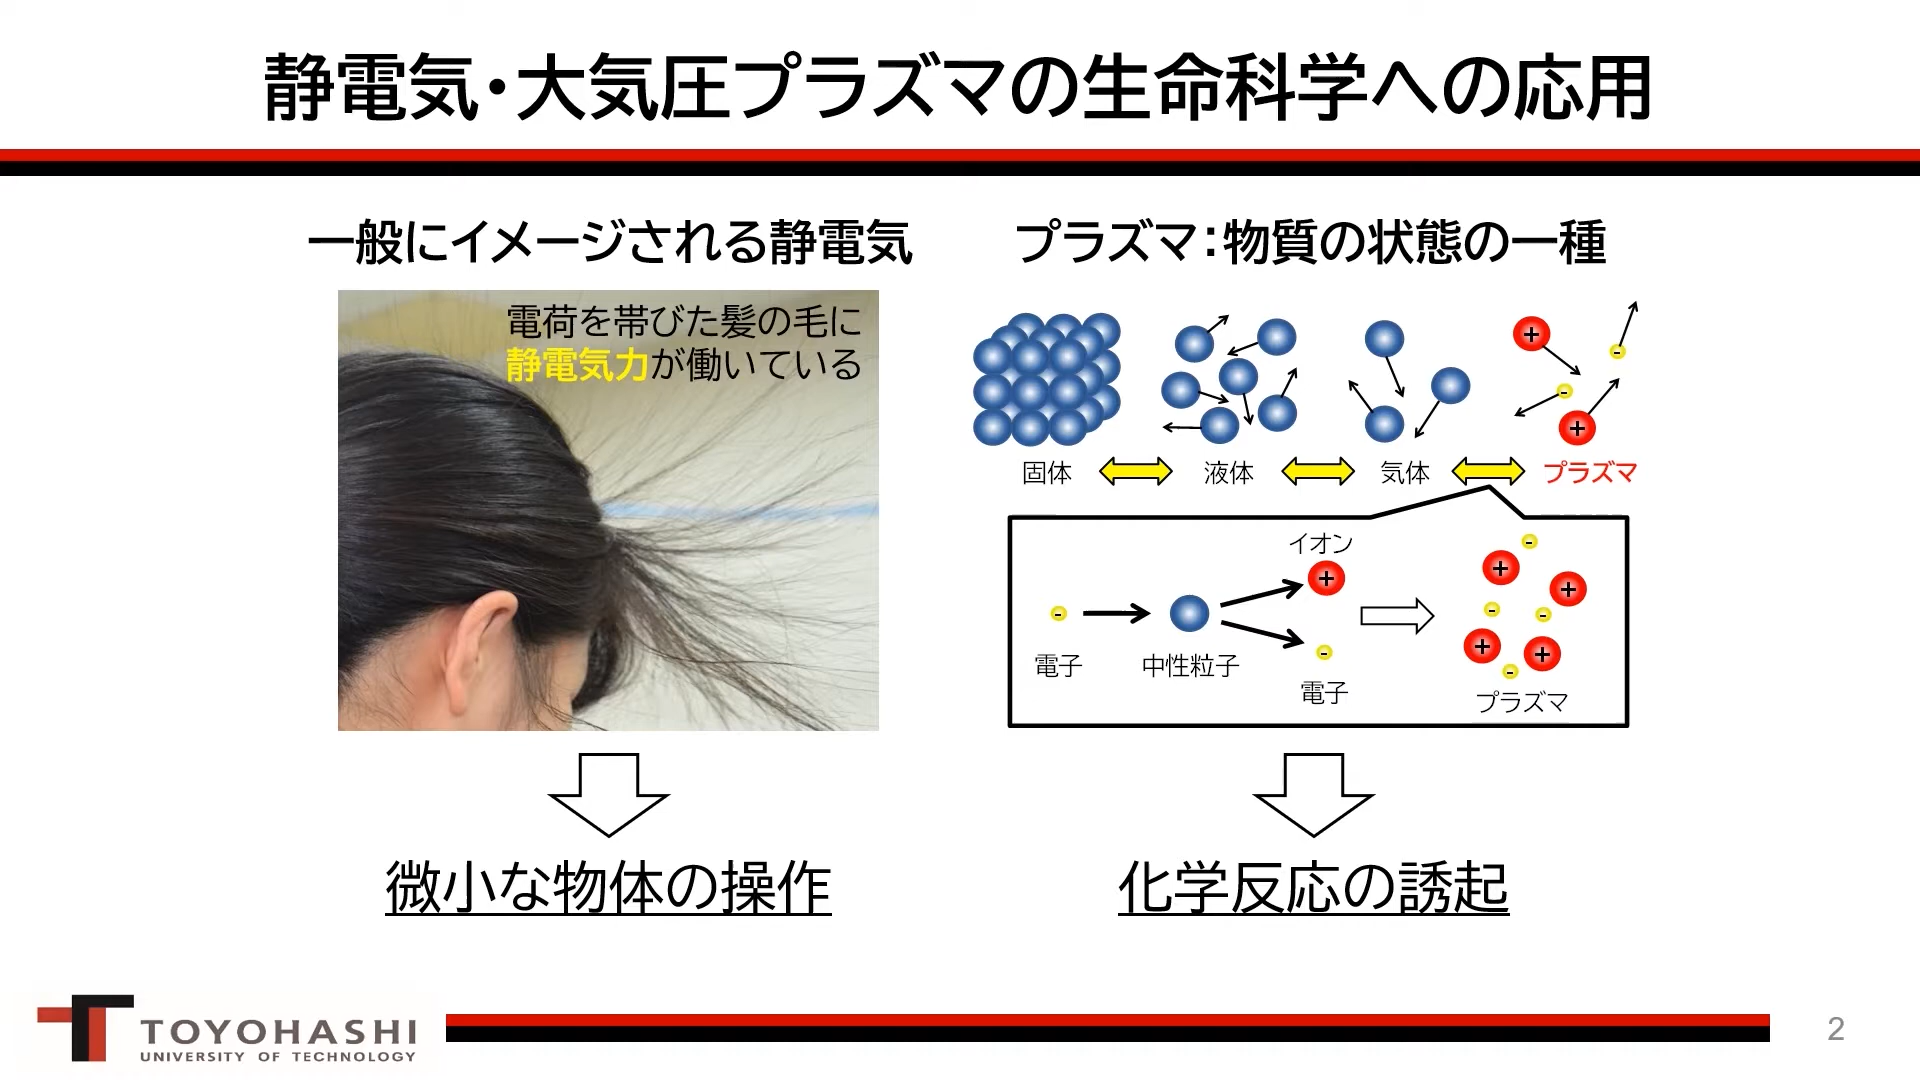 静電気・大気圧プラズマの生命科学への応用
一般にイメージされる静電気
電荷を帯びた髪の毛に
静電気力が働いている
微小な物体の操作
プラズマ：物質の状態の一種
+
-
-
+
固体
液体
気体
プラズマ
イオン
+
-
電子
中性粒子
-
電子
-
+
+
-
-
+
+
-
プラズマ
化学反応の誘起
TOYOHASHI
UNIVERSITY OF TECHNOLOGY
2